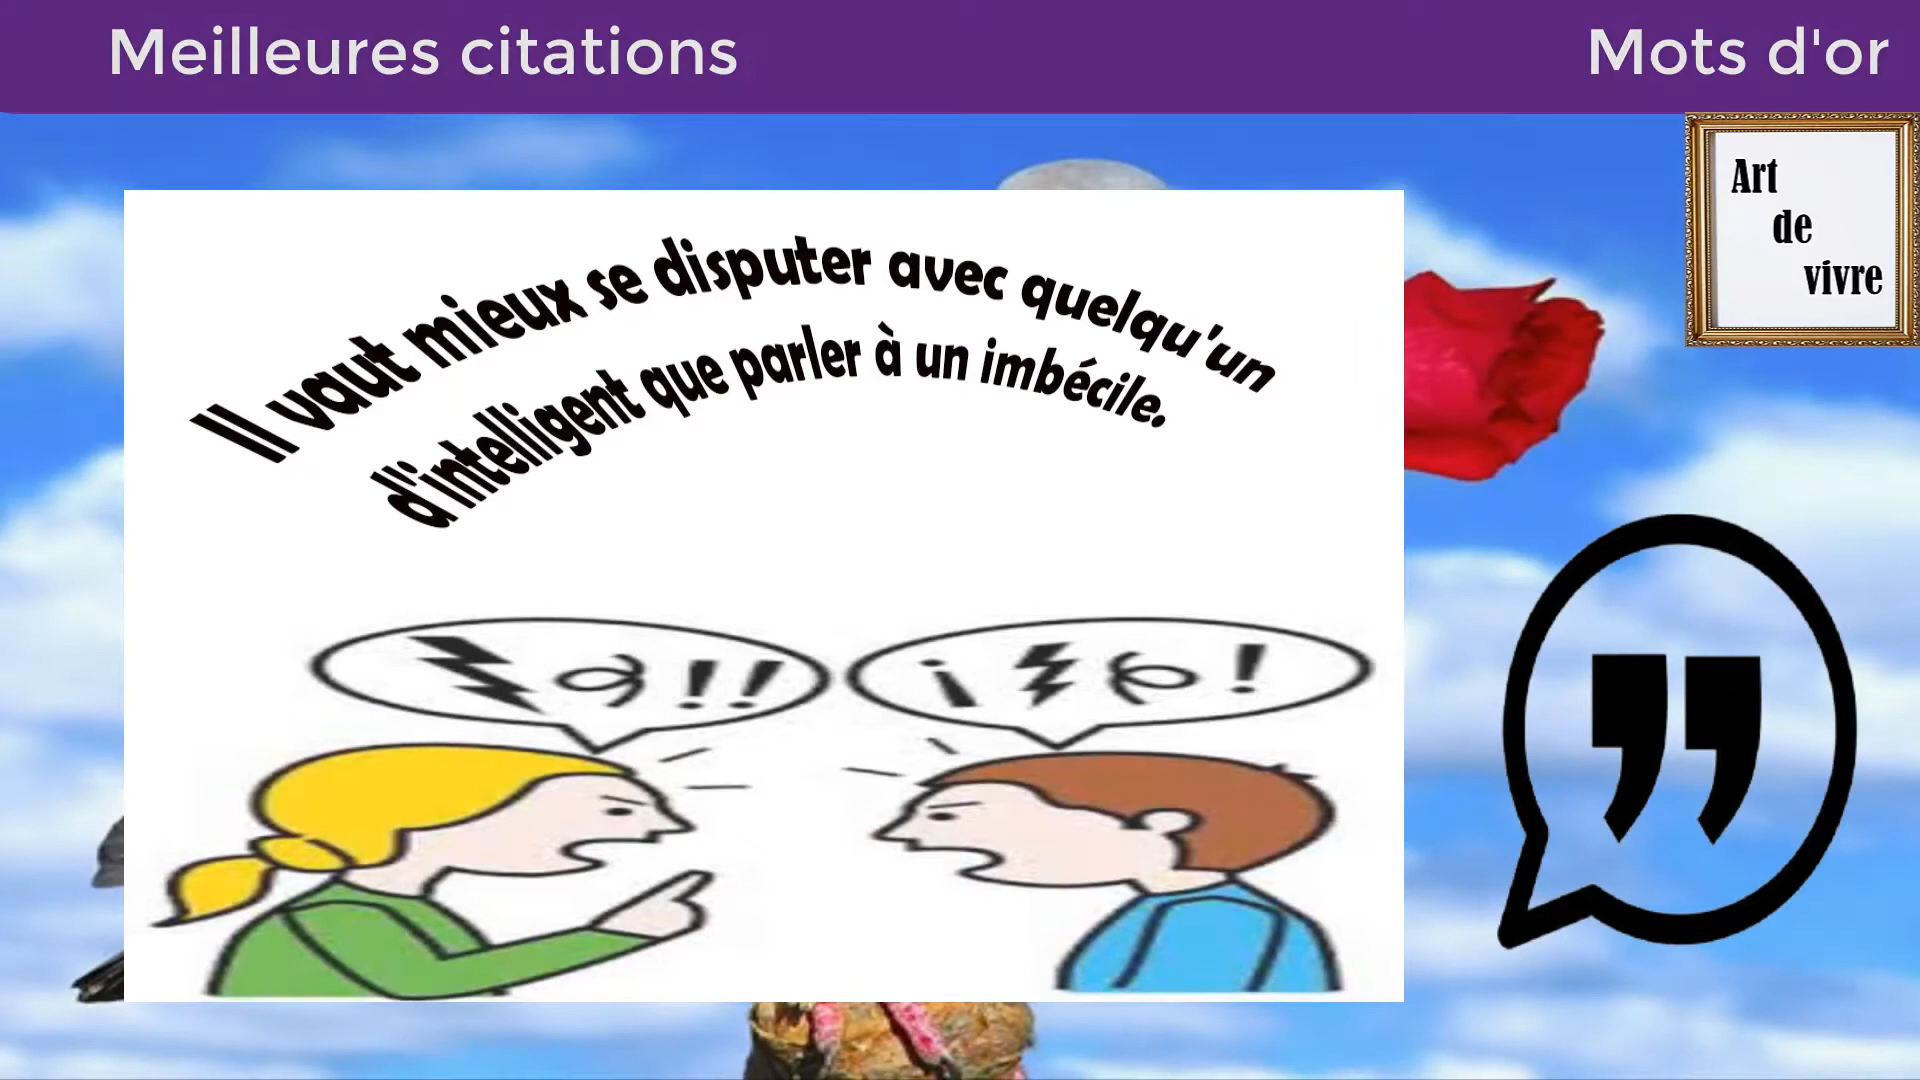 Meilleures citations
Mots d'or
Art
de
vivre
Il vaut mieux se disputer avec quelqu'un
d'intelligent que parler à un imbécile.